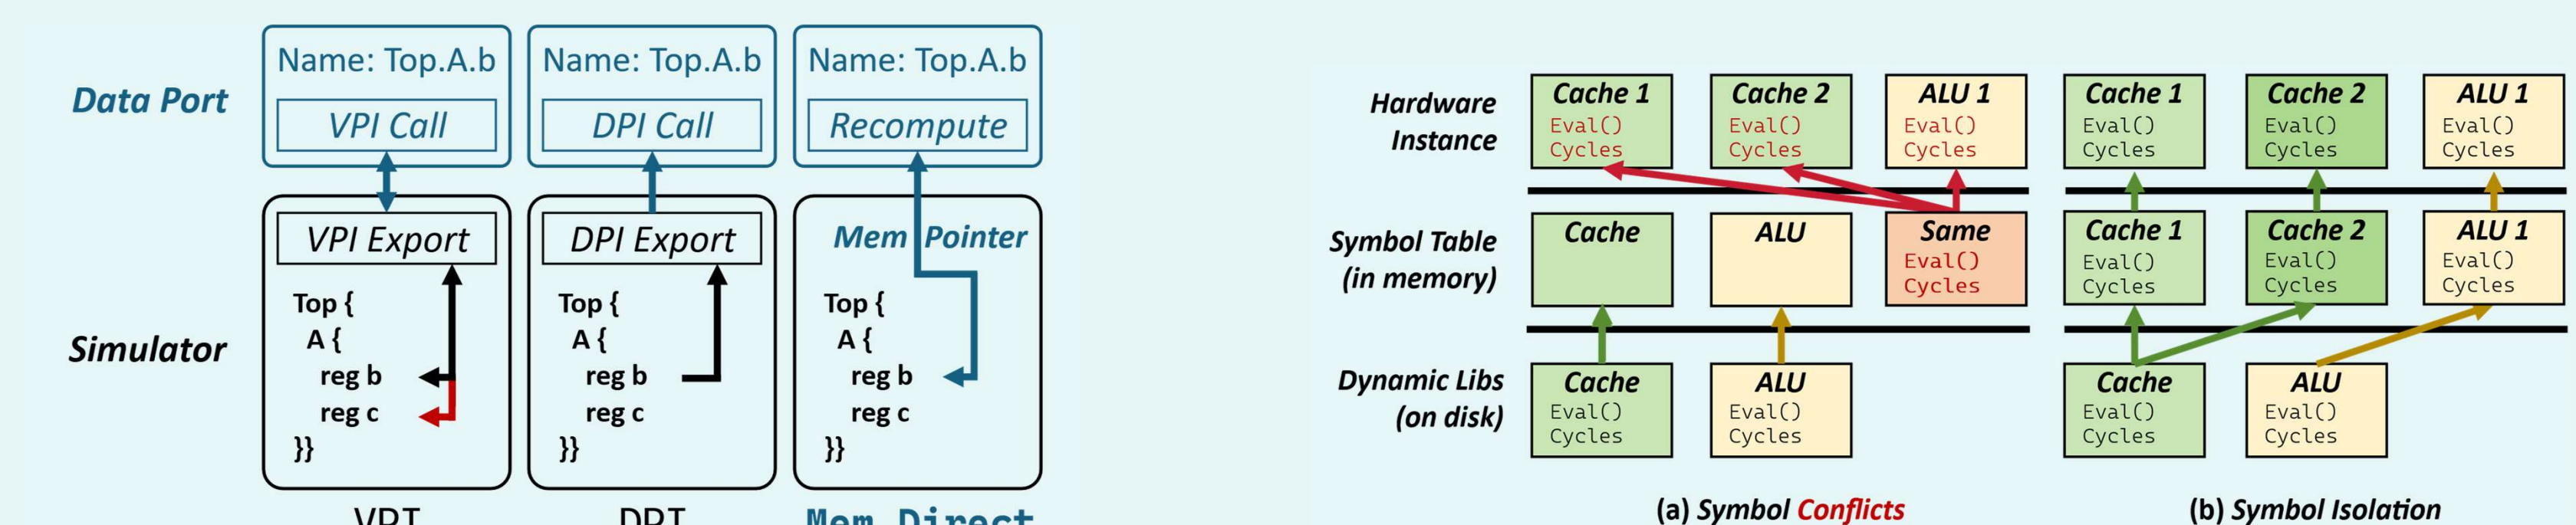 Data Port
Name: Top.A.b
VPI Call
Name: Top.A.b
DPI Call
Name: Top.A.b
Recompute
Simulator
VPI Export
Top {
A {
reg b
reg c
}}
DPI Export
Top {
A {
reg b
reg c
}}
Mem Pointer
Top {
A {
reg b
reg c
}}
VPI
DPI
Mem Direct
Hardware
Instance
Cache 1
Eval()
Cycles
Cache 2
Eval()
Cycles
ALU 1
Eval()
Cycles
Symbol Table
(in memory)
Cache
ALU
Same
Eval()
Cycles
Dynamic Libs
(on disk)
Cache
Eval()
Cycles
ALU
Eval()
Cycles
(a) Symbol Conflicts
Cache 1
Eval()
Cycles
Cache 2
Eval()
Cycles
ALU 1
Eval()
Cycles
Cache 1
Eval()
Cycles
Cache 2
Eval()
Cycles
ALU 1
Eval()
Cycles
Cache
Eval()
Cycles
ALU
Eval()
Cycles
(b) Symbol Isolation